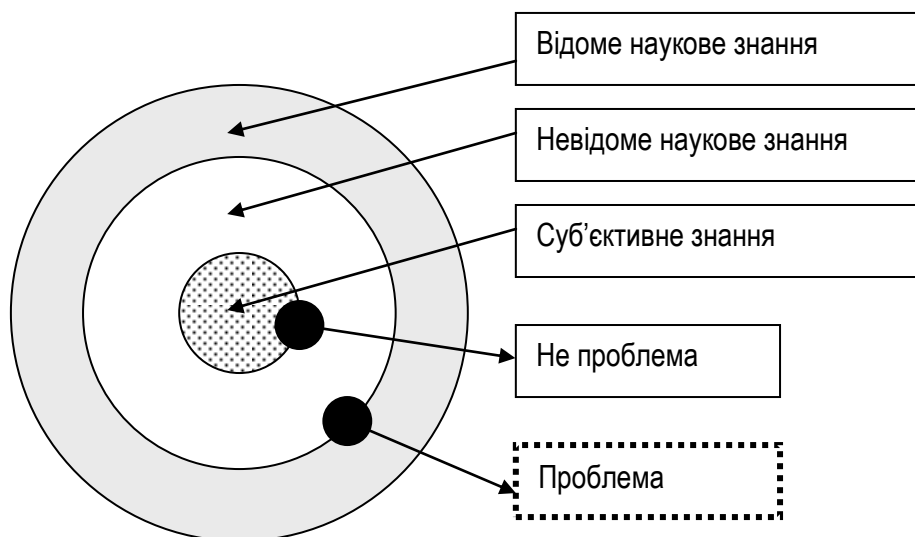 Відоме наукове знання
Невідоме наукове знання
Суб’єктивне знання
Не проблема
Проблема